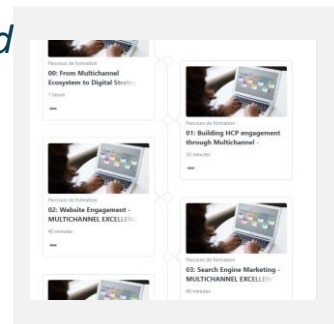 d
Parcours de formation
00: From Multichannel
Ecosystem to Digital Strateg
1 heure
Parcours de formation
01: Building HCP engagement
through Multichannel -
30 minutes
Parcours de formation
02: Website Engagement -
MULTICHANNEL EXCELLEN
40 minutes
Parcours de formation
03: Search Engine Marketing -
MULTICHANNEL EXCELLEN
40 minutes